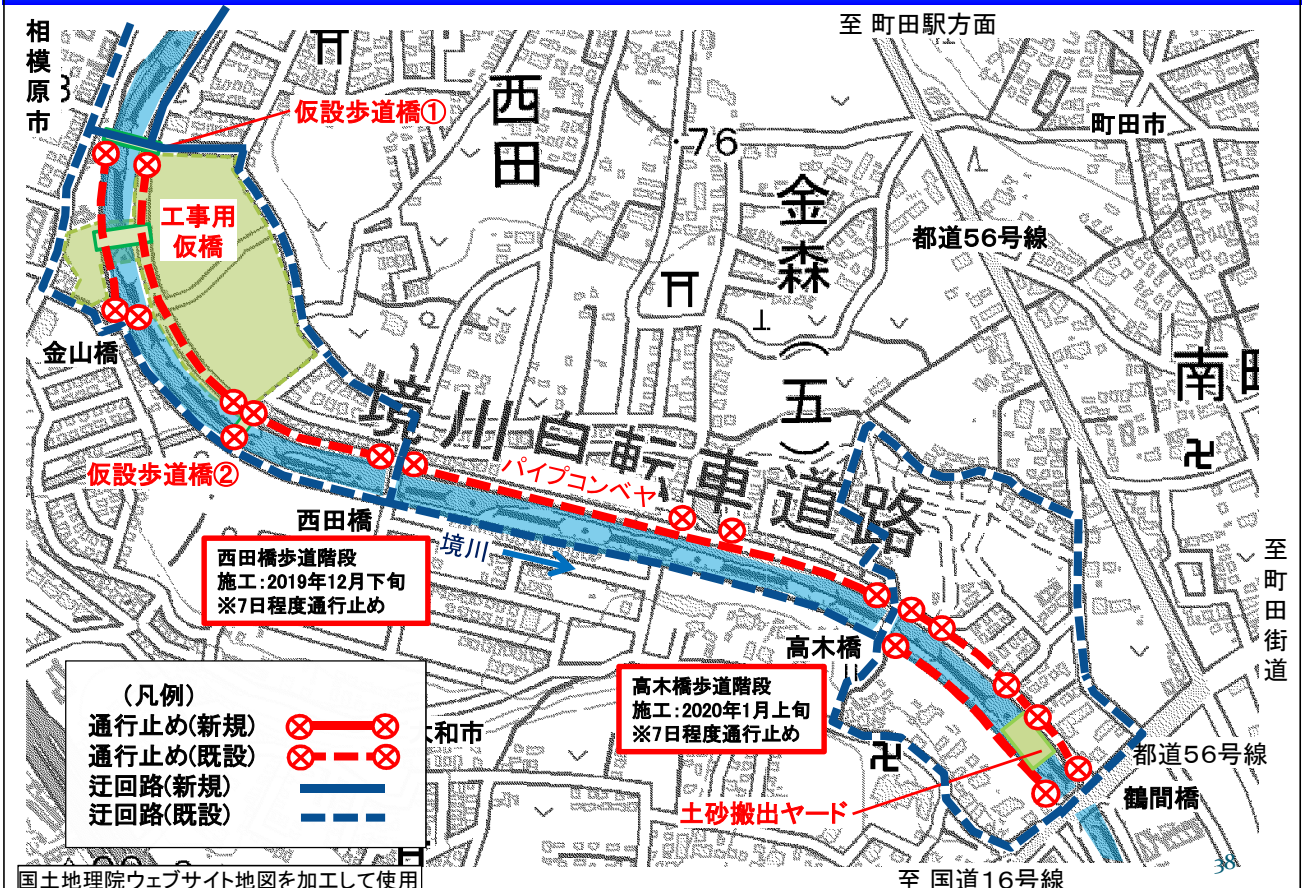 至 町田駅方面
相模原市
仮設歩道橋①
西田
76
町田市
金森(五)
都道56号線
工事用
仮橋
南
金山橋
境川自転車道路
パイプコンベヤ
仮設歩道橋②
西田橋
境川
西田橋歩道階段
施工:2019年12月下旬
※7日程度通行止め
至町田街道
高木橋
高木橋歩道階段
施工:2020年1月上旬
※7日程度通行止め
(凡例)
通行止め(新規)
通行止め(既設)
迂回路(新規)
迂回路(既設)
和市
都道56号線
鶴間橋
土砂搬出ヤード
国土地理院ウェブサイト地図を加工して使用
至 国道16号線
38